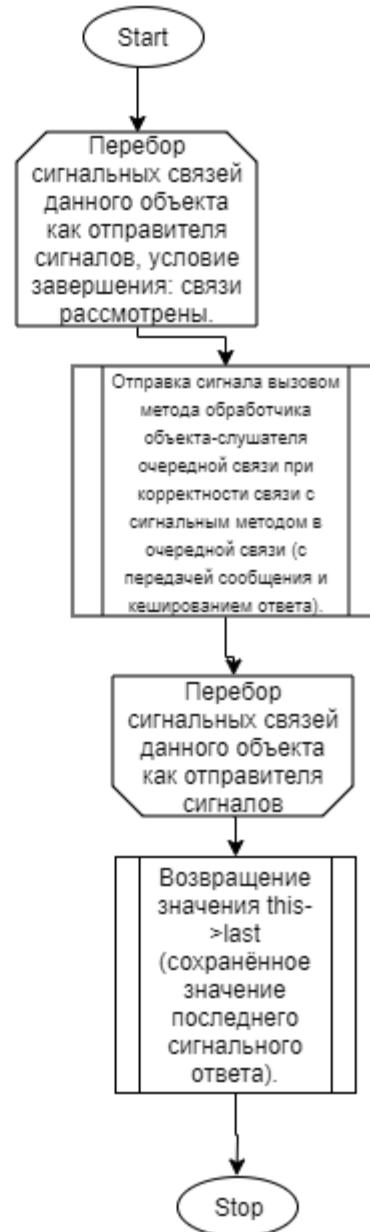 Start
Перебор
сигнальных связей
данного объекта
как отправителя
сигналов, условие
завершения: связи
рассмотрены.
Отправка сигнала вызовом
метода обработчика
объекта-слушателя
очередной связи при
корректности связи с
сигнальным методом в
очередной связи (с
передачей сообщения и
кешированием ответа).
Перебор
сигнальных связей
данного объекта
как отправителя
сигналов
Возвращение
значения this-
>last
(сохранённое
значение
последнего
сигнального
ответа).
Stop